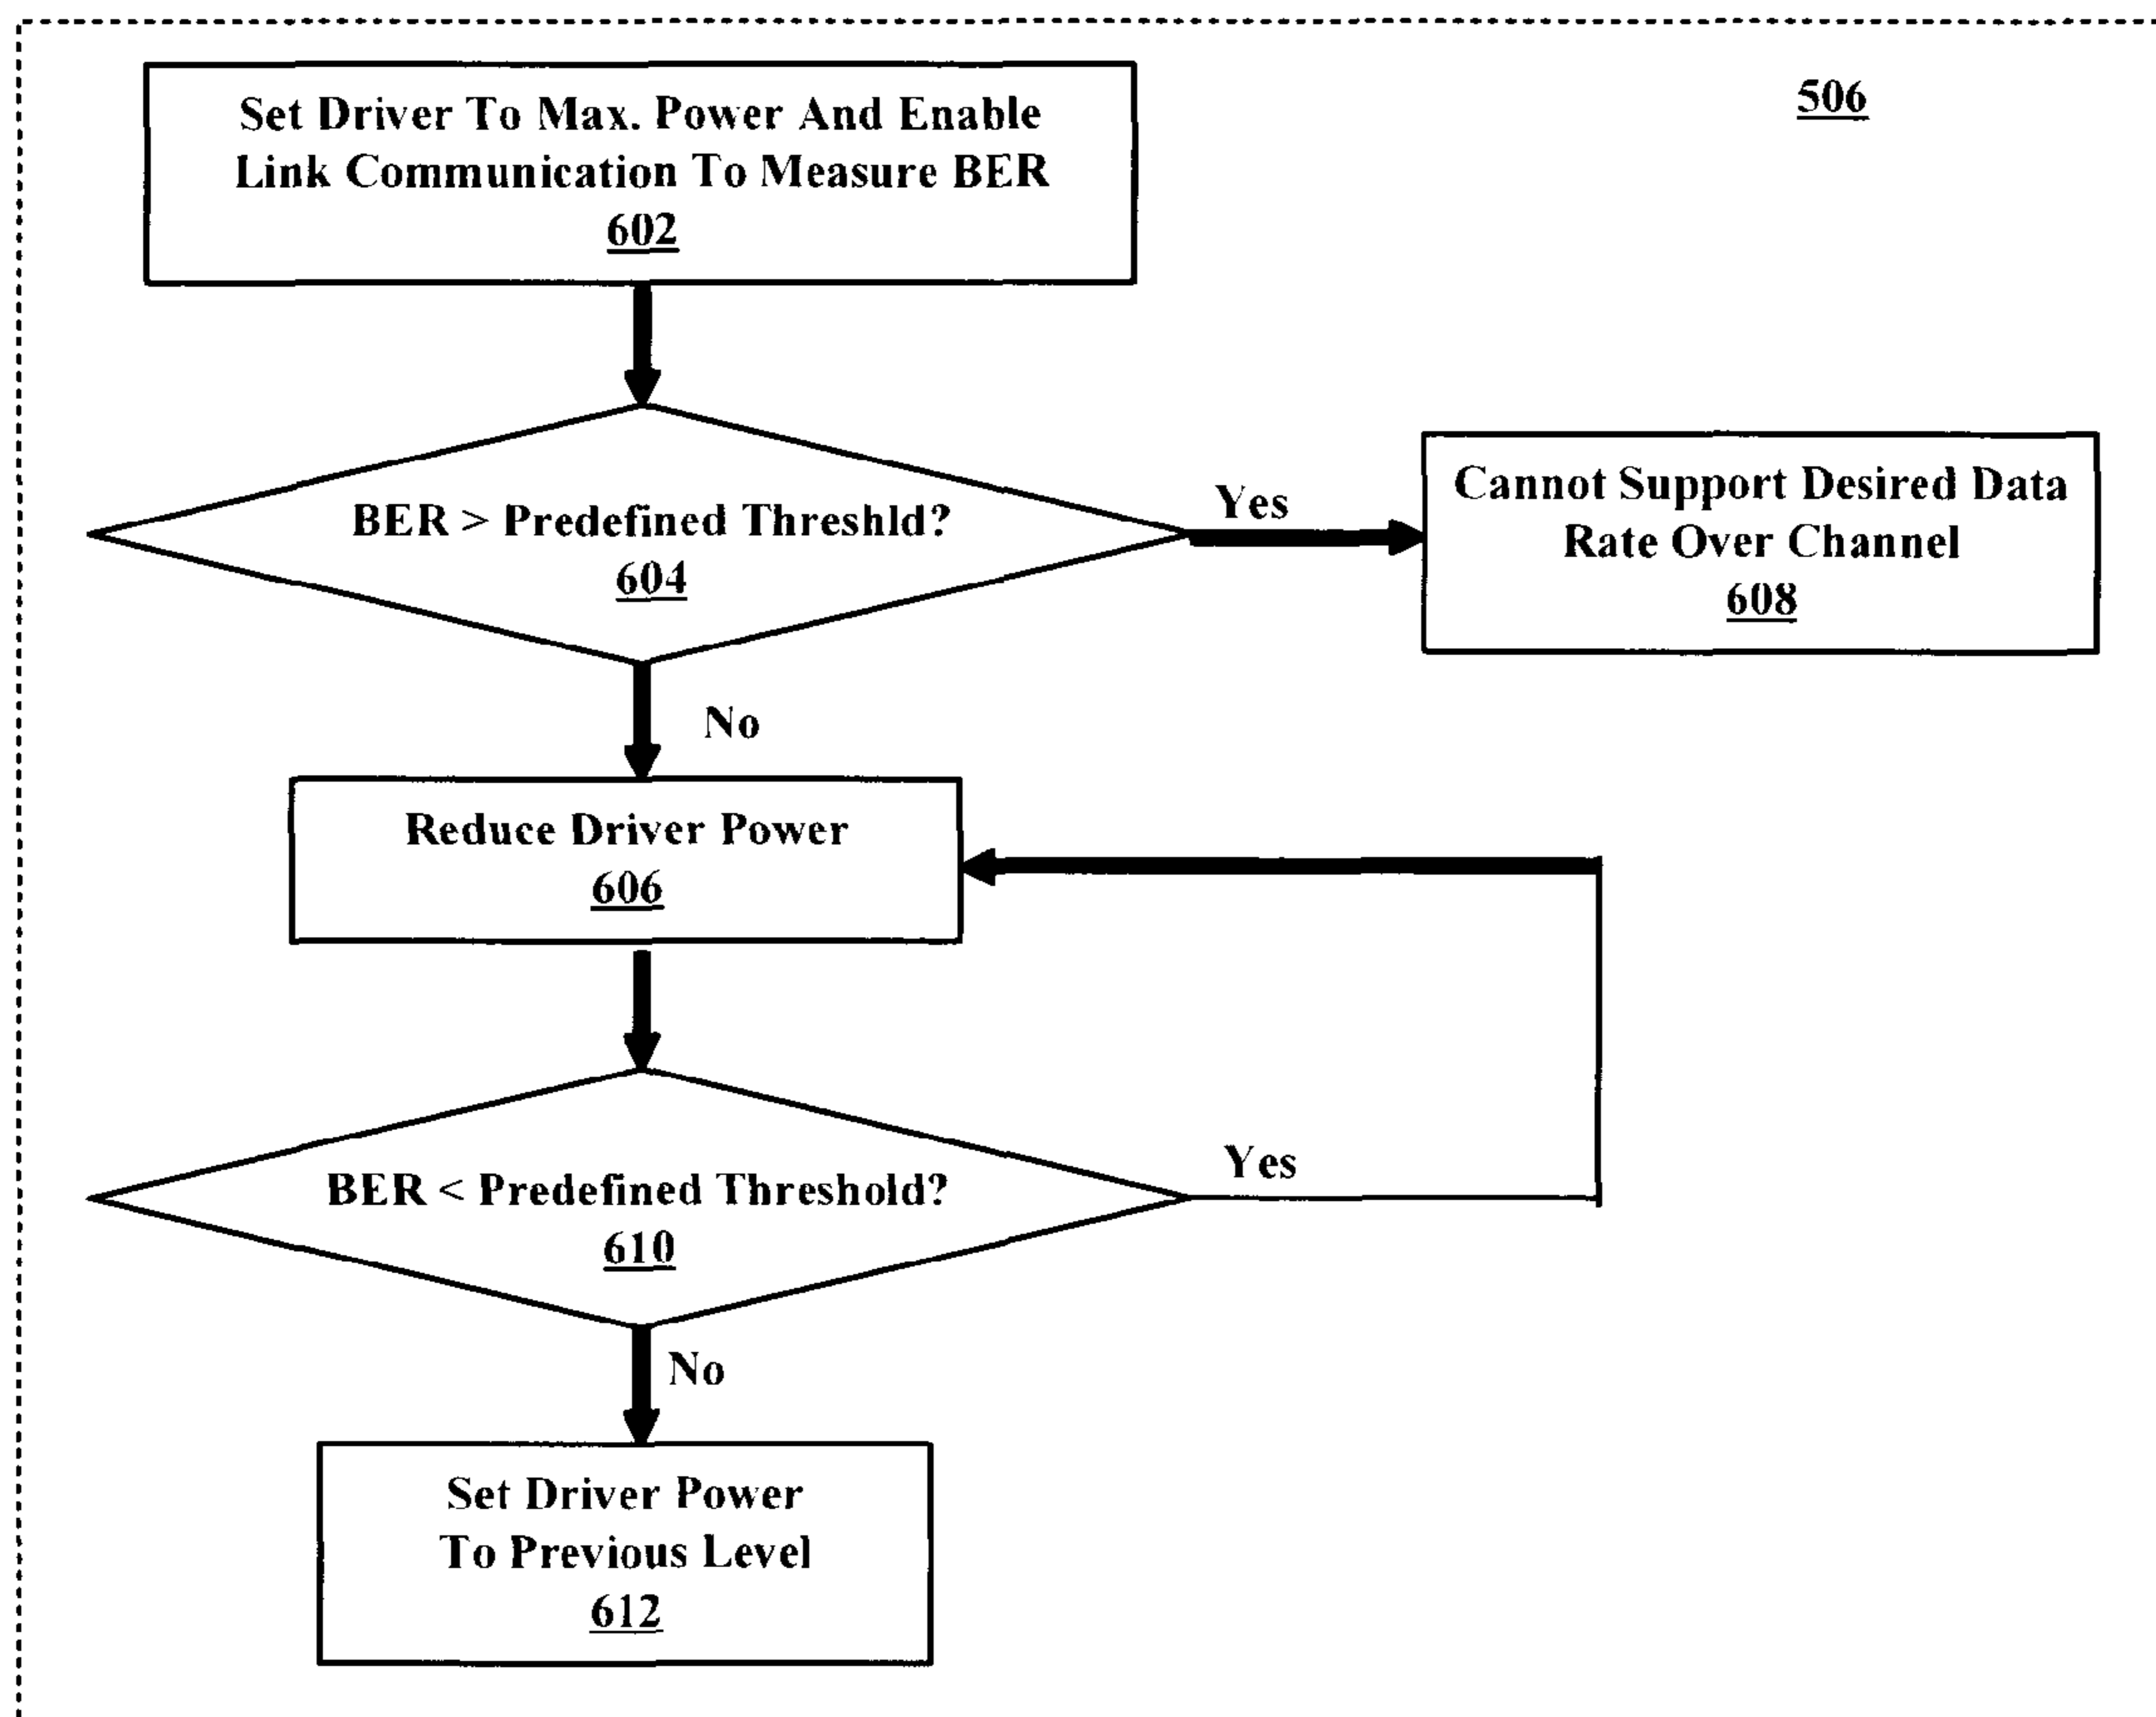 506
Set Driver To Max. Power And Enable
Link Communication To Measure BER
602
BER > Predefined Threshld?
604
Yes
Cannot Support Desired Data
Rate Over Channel
608
No
Reduce Driver Power
606
BER < Predefined Threshold?
610
Yes
No
Set Driver Power
To Previous Level
612